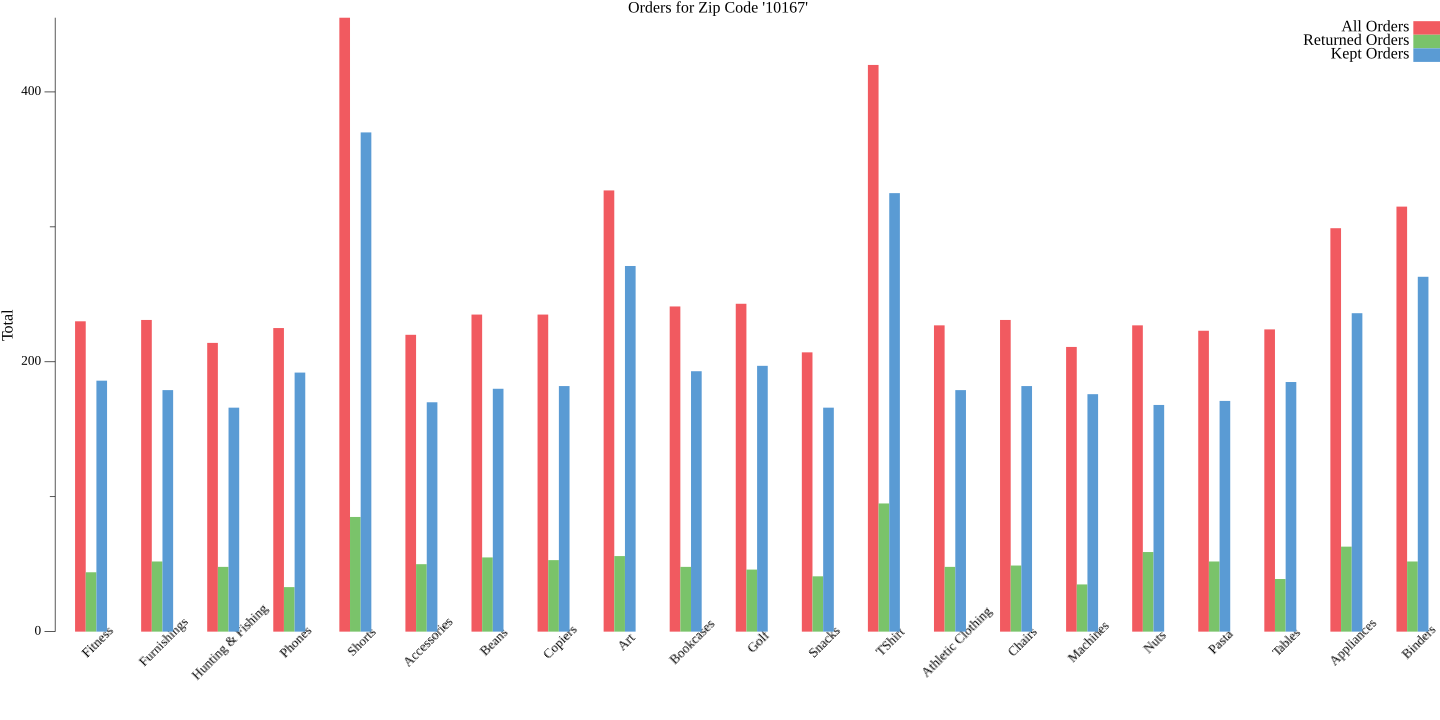 Orders for Zip Code '10167'
All Orders
Returned Orders
Kept Orders
400
200
0
Total
Fitness
Furnishings
Hunting & Fishing
Phones
Shorts
Accessories
Beans
Copiers
Art
Bookcases
Golf
Snacks
TShirt
Athletic Clothing
Chairs
Machines
Nuts
Pasta
Tables
Appliances
Binders